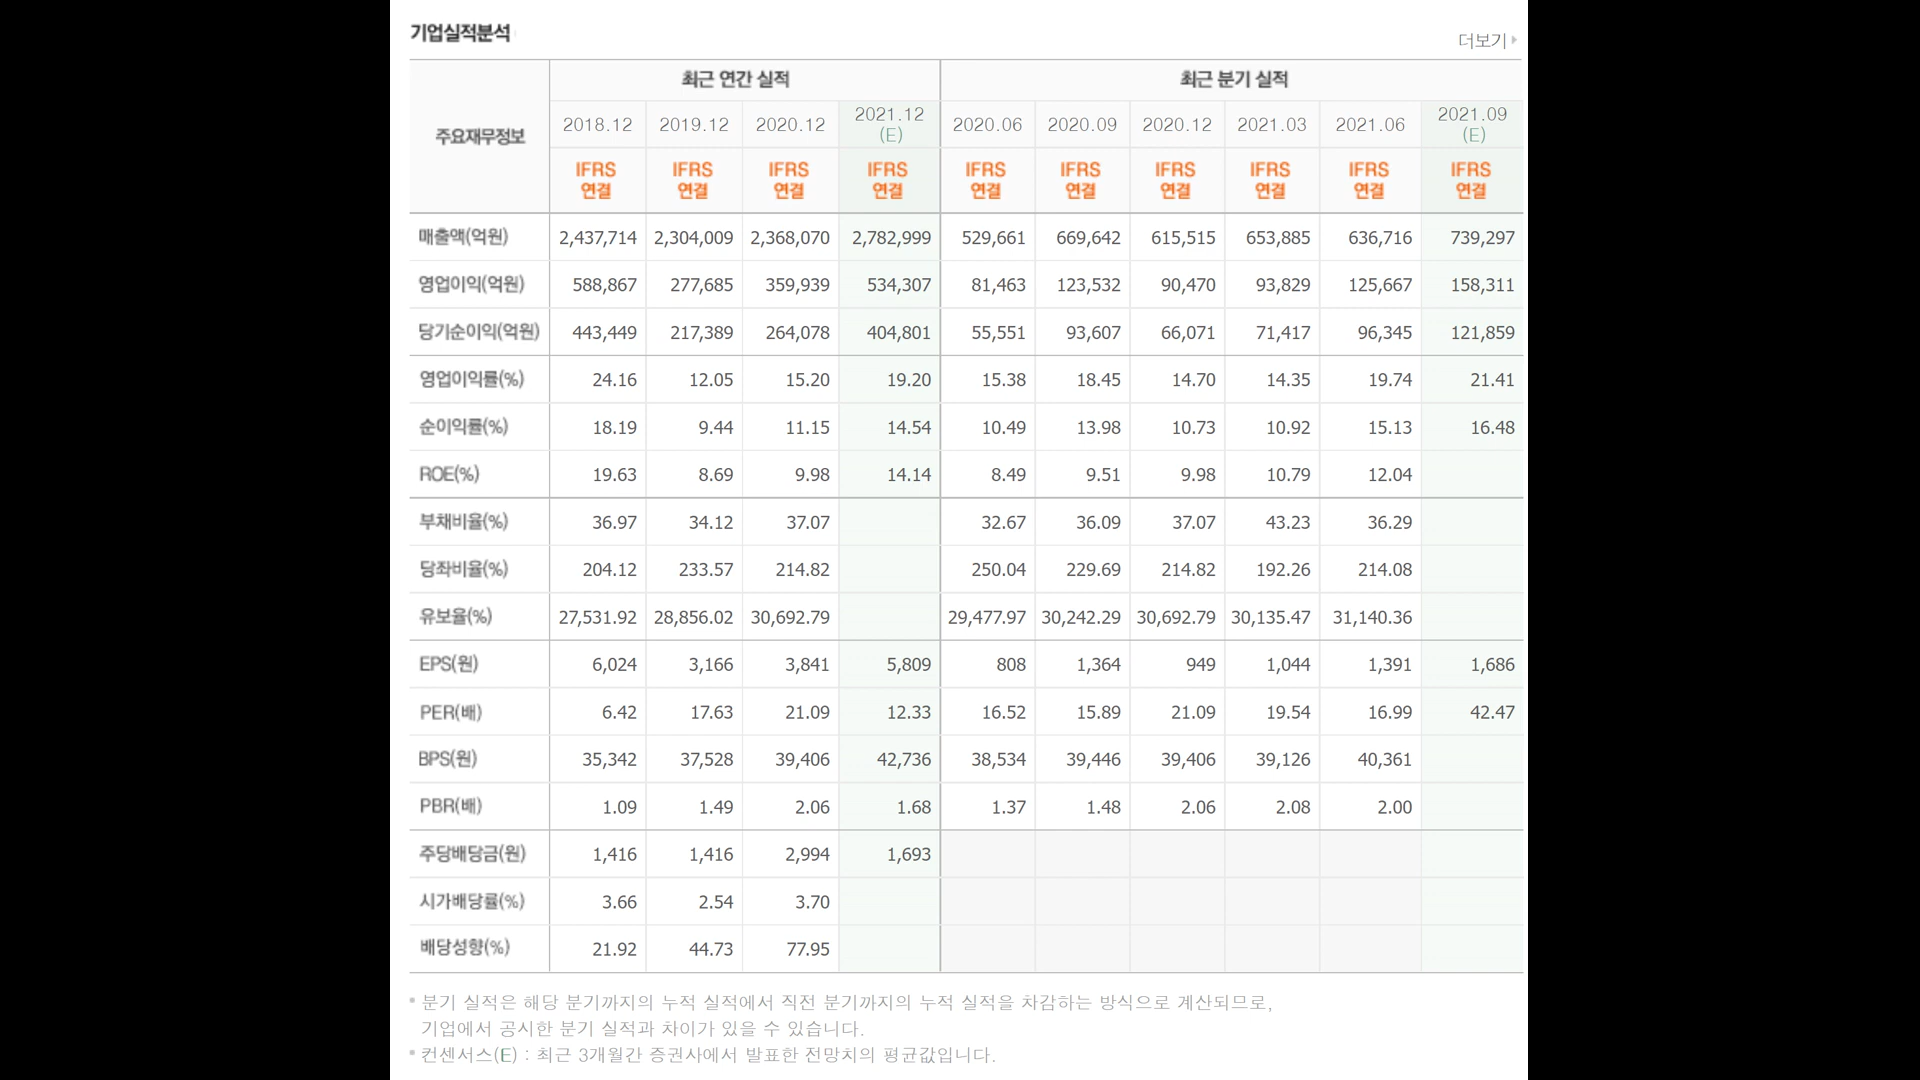 기업실적분석
더보기
주요재무정보 최근 연간 실적 최근 분기 실적
2018.12 2019.12 2020.12 2021.12 (E) 2020.06 2020.09 2020.12 2021.03 2021.06 2021.09 (E)
IFRS 연결 IFRS 연결 IFRS 연결 IFRS 연결 IFRS 연결 IFRS 연결 IFRS 연결 IFRS 연결 IFRS 연결 IFRS 연결
매출액(억원) 2,437,714 2,304,009 2,368,070 2,782,999 529,661 669,642 615,515 653,885 636,716 739,297
영업이익(억원) 588,867 277,685 359,939 534,307 81,463 123,532 90,470 93,829 125,667 158,311
당기순이익(억원) 443,449 217,389 264,078 404,801 55,551 93,607 66,071 71,417 96,345 121,859
영업이익률(%) 24.16 12.05 15.20 19.20 15.38 18.45 14.70 14.35 19.74 21.41
순이익률(%) 18.19 9.44 11.15 14.54 10.49 13.98 10.73 10.92 15.13 16.48
ROE(%) 19.63 8.69 9.98 14.14 8.49 9.51 9.98 10.79 12.04
부채비율(%) 36.97 34.12 37.07 32.67 36.09 37.07 43.23 36.29
당좌비율(%) 204.12 233.57 214.82 250.04 229.69 214.82 192.26 214.08
유보율(%) 27,531.92 28,856.02 30,692.79 29,477.97 30,242.29 30,692.79 30,135.47 31,140.36
EPS(원) 6,024 3,166 3,841 5,809 808 1,364 949 1,044 1,391 1,686
PER(배) 6.42 17.63 21.09 12.33 16.52 15.89 21.09 19.54 16.99 42.47
BPS(원) 35,342 37,528 39,406 42,736 38,534 39,446 39,406 39,126 40,361
PBR(배) 1.09 1.49 2.06 1.68 1.37 1.48 2.06 2.08 2.00
주당배당금(원) 1,416 1,416 2,994 1,693
시가배당률(%) 3.66 2.54 3.70
배당성향(%) 21.92 44.73 77.95
분기 실적은 해당 분기까지의 누적 실적에서 직전 분기까지의 누적 실적을 차감하는 방식으로 계산되므로,
기업에서 공시한 분기 실적과 차이가 있을 수 있습니다.
컨센서스(E) : 최근 3개월간 증권사에서 발표한 전망치의 평균값입니다.